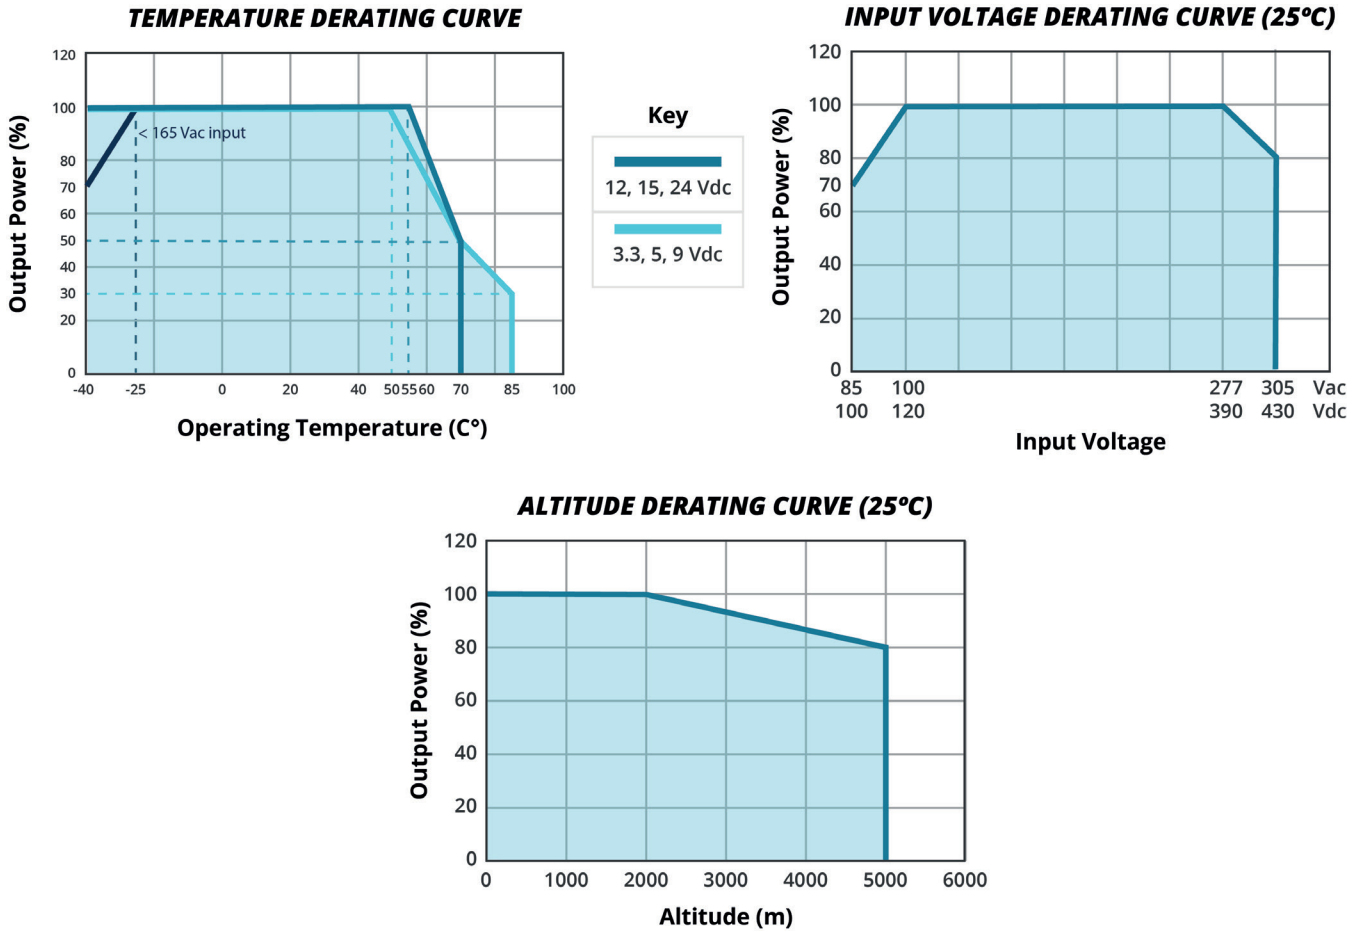 TEMPERATURE DERATING CURVE
120
100
80
70
60
50
40
30
20
0
Output Power (%)
< 165 Vac input
-40 -25 0 20 40 50 55 60 70 85 100
Operating Temperature (C°)
Key
12, 15, 24 Vdc
3.3, 5, 9 Vdc
INPUT VOLTAGE DERATING CURVE (25ºC)
120
100
80
70
60
40
20
0
Output Power (%)
85 100 277 305 Vac
100 120 390 430 Vdc
Input Voltage
ALTITUDE DERATING CURVE (25ºC)
120
100
80
60
40
20
0
Output Power (%)
0 1000 2000 3000 4000 5000 6000
Altitude (m)